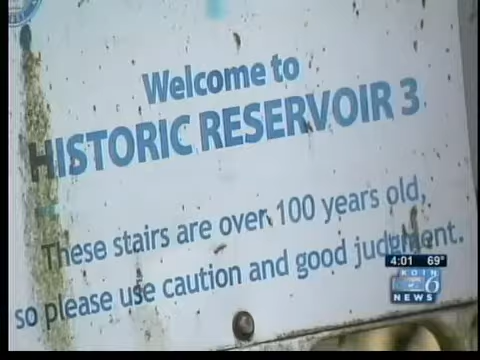 Welcome to
HISTORIC RESERVOIR 3
These stairs are over 100 years old,
so please use caution and good judgment.
4:01 69°
KOIN
6
NEWS